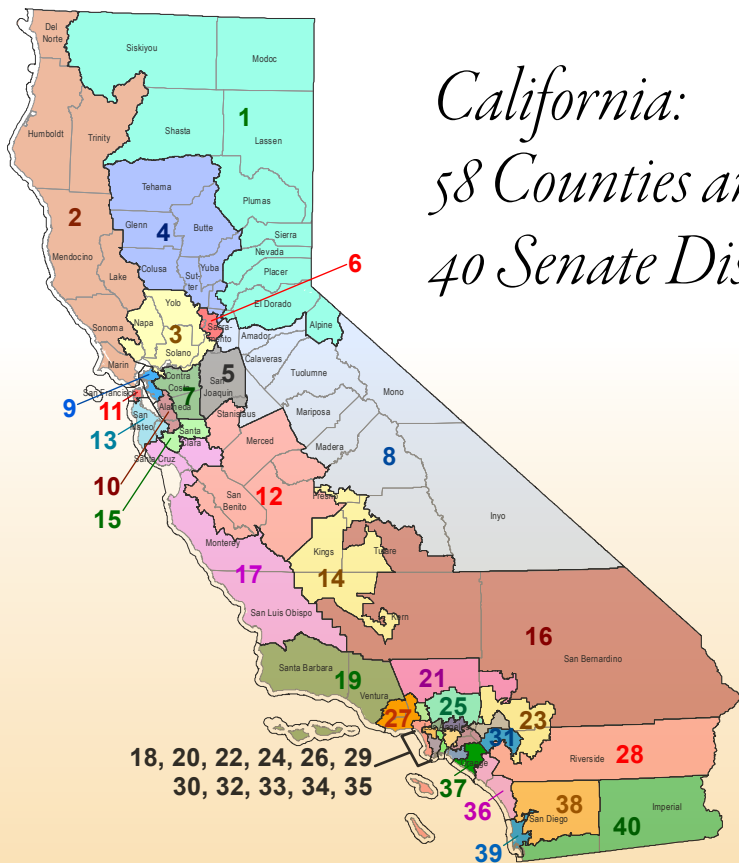 California:
58 Counties an
40 Senate Dis
Del
Norte
Siskiyou
Modoc
Humboldt
Trinity
Shasta
1
Lassen
Tehama
Plumas
2
Glenn
4
Butte
Sierra
Mendocino
Colusa
Yuba
Nevada
Lake
Sut-
ter
Placer
6
Yolo
El Dorado
Sonoma
Napa
3
Sacra-
mento
Alpine
Solano
Amador
Marin
Calaveras
Contra
Costa
5
Tuolumne
San Francisco
San
Joaquin
Mono
9
11
7
Alameda
Stanislaus
Mariposa
13
San
Mateo
Santa
Clara
Merced
Madera
8
Santa Cruz
10
12
Fresno
15
San
Benito
Inyo
Monterey
Kings
Tulare
17
14
San Luis Obispo
Kern
16
San Bernardino
Santa Barbara
19
21
Ventura
25
27
23
31
18, 20, 22, 24, 26, 29
30, 32, 33, 34, 35
Riverside
28
37
36
38
Imperial
San Diego
40
39